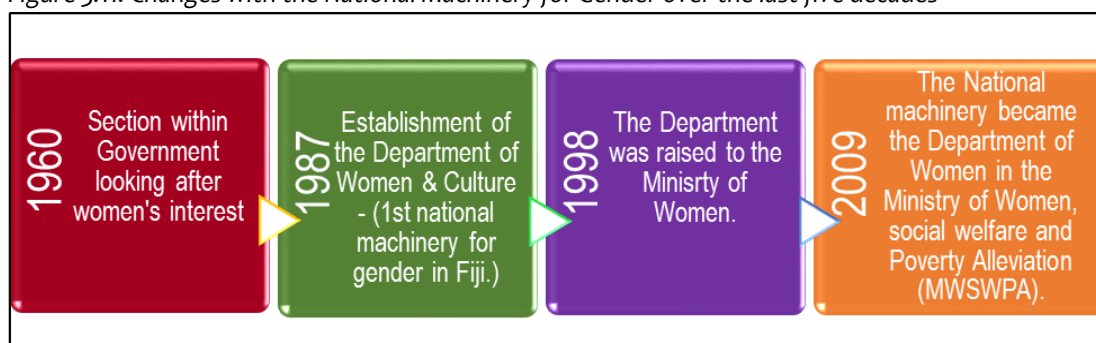 Figure 5.1. Changes with the National machinery for Gender over the last five decades
1960
Section within
Government
looking after
women's interest
1987
Establishment of
the Department of
Women & Culture
- (1st national
machinery for
gender in Fiji.)
1998
The Department
was raised to the
Minisrty of
Women.
2009
The National
machinery became
the Department of
Women in the
Ministry of Women,
social welfare and
Poverty Alleviation
(MWSWPA).